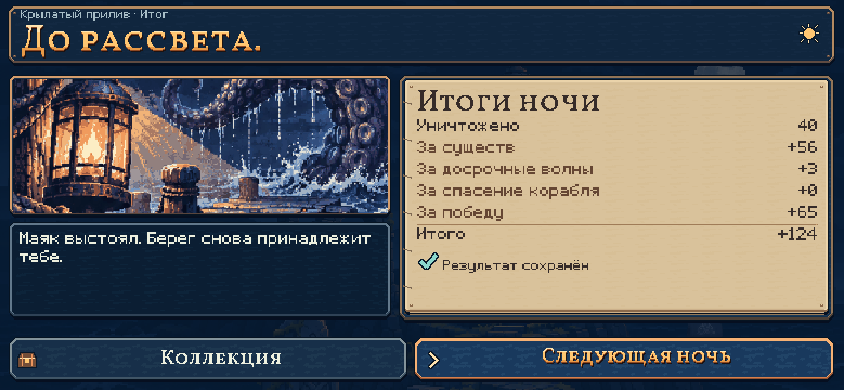 Крылатый прилив · Итог
До рассвета.
Маяк выстоял. Берег снова принадлежит
тебе.
Итоги ночи
Уничтожено 40
За существ +56
За досрочные волны +3
За спасение корабля +0
За победу +65
Итого +124
Результат сохранён
Коллекция
Следующая ночь